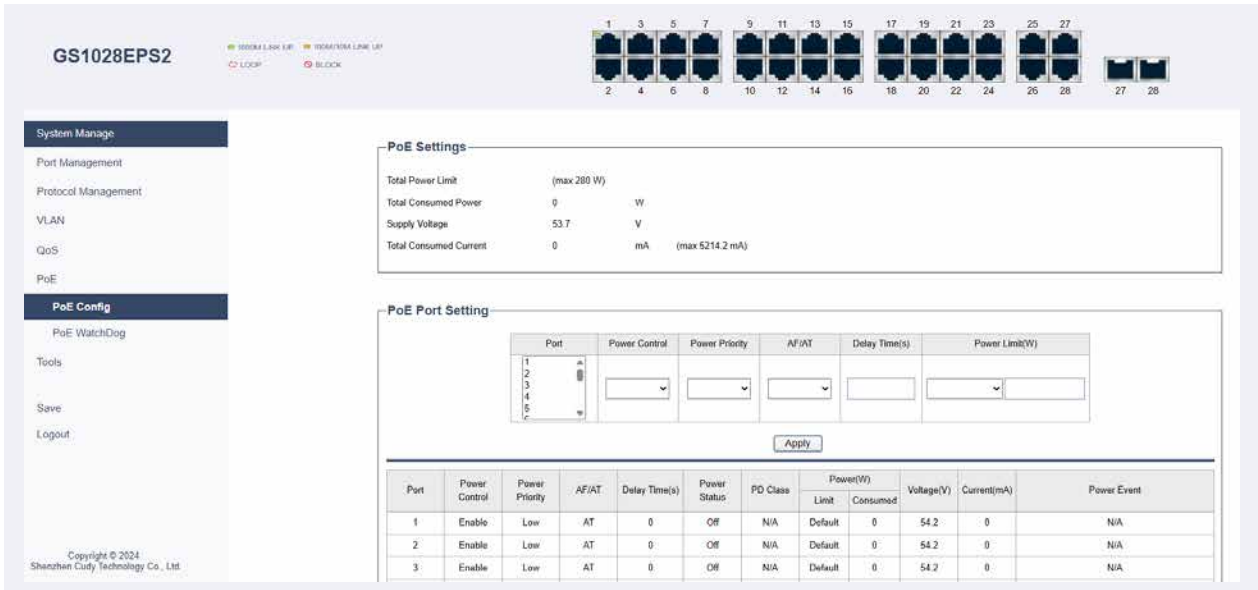 1 3 5 7 9 11 13 15 17 19 21 23 25 27
GS1028EPS2
1000M LINK UP 100M/10M LINK UP
LOOP BLOCK
2 4 6 8 10 12 14 16 18 20 22 24 26 28 27 28
System Manage
Port Management
Protocol Management
VLAN
QoS
PoE
PoE Config
PoE WatchDog
Tools
Save
Logout
Copyright © 2024
Shenzhen Cudy Technology Co., Ltd.
PoE Settings
Total Power Limit (max 280 W)
Total Consumed Power 0 W
Supply Voltage 53.7 V
Total Consumed Current 0 mA (max 5214.2 mA)
PoE Port Setting
Port Power Control Power Priority AF/AT Delay Time(s) Power Limit(W)
1
2
3
4
5
Apply
Port Power Control Power Priority AF/AT Delay Time(s) Power Status PD Class Power(W) Limit Consumed Voltage(V) Current(mA) Power Event
1 Enable Low AT 0 Off N/A Default 0 54.2 0 N/A
2 Enable Low AT 0 Off N/A Default 0 54.2 0 N/A
3 Enable Low AT 0 Off N/A Default 0 54.2 0 N/A